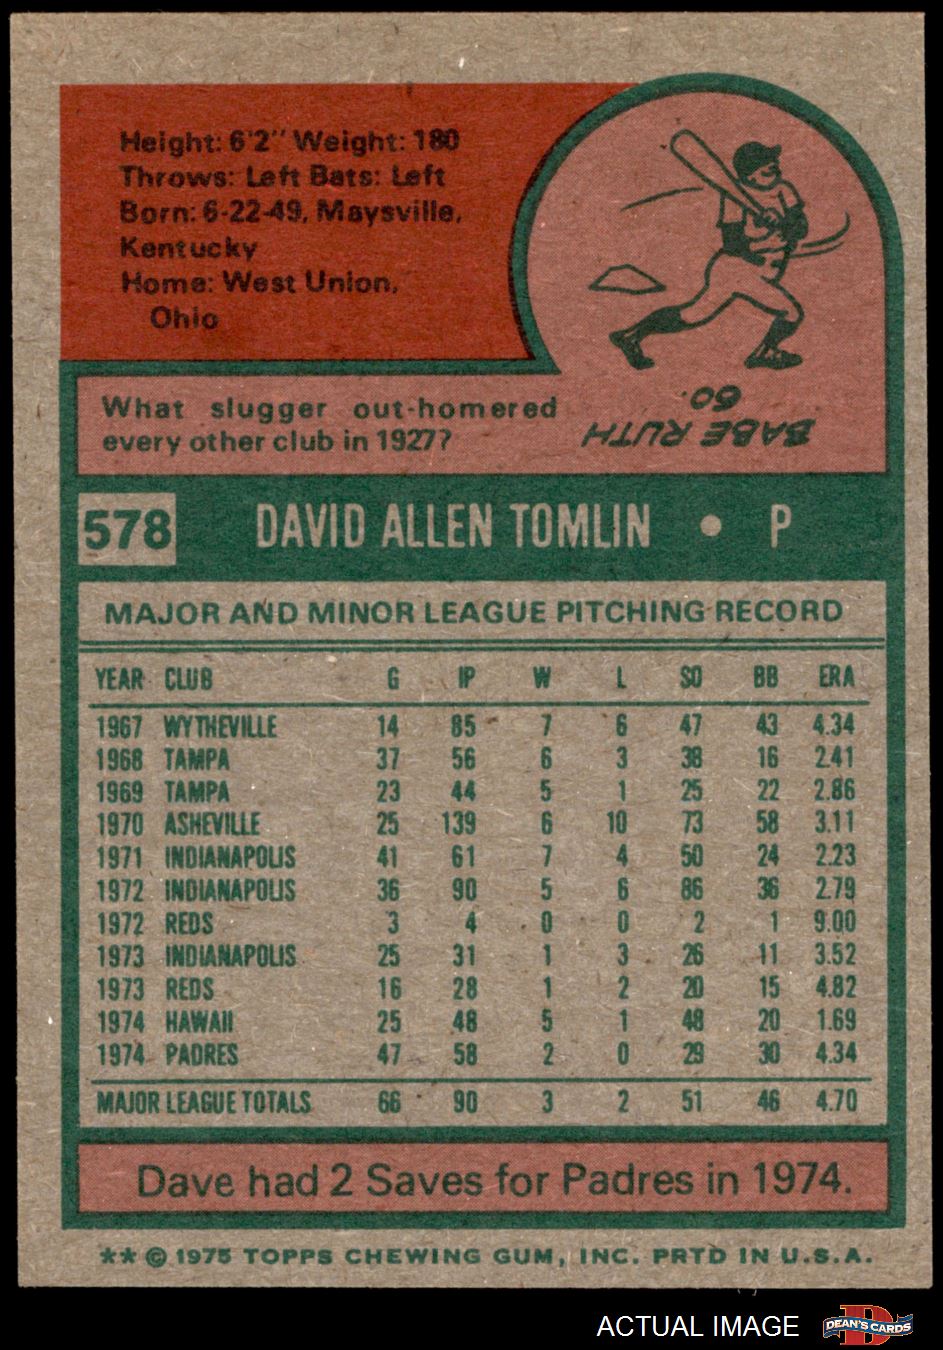 Height: 6'2" Weight: 180
Throws: Left Bats: Left
Born: 6-22-49, Maysville,
Kentucky
Home: West Union,
Ohio
What slugger out-homered
every other club in 1927?
BABE RUTH
60.
578 DAVID ALLEN TOMLIN • P
MAJOR AND MINOR LEAGUE PITCHING RECORD
YEAR CLUB G IP W L SO BB ERA
1967 WYTHEVILLE 14 85 7 6 47 43 4.34
1968 TAMPA 37 56 6 3 38 16 2.41
1969 TAMPA 23 44 5 1 25 22 2.86
1970 ASHEVILLE 25 139 6 10 73 58 3.11
1971 INDIANAPOLIS 41 61 7 4 50 24 2.23
1972 INDIANAPOLIS 36 90 5 6 86 36 2.79
1972 REDS 3 4 0 0 2 1 9.00
1973 INDIANAPOLIS 25 31 1 3 26 11 3.52
1973 REDS 16 28 1 2 20 15 4.82
1974 HAWAII 25 48 5 1 48 20 1.69
1974 PADRES 47 58 2 0 29 30 4.34
MAJOR LEAGUE TOTALS 66 90 3 2 51 46 4.70
Dave had 2 Saves for Padres in 1974.
** © 1975 TOPPS CHEWING GUM, INC. PRTD IN U.S.A.
ACTUAL IMAGE
D
DEAN'S CARDS